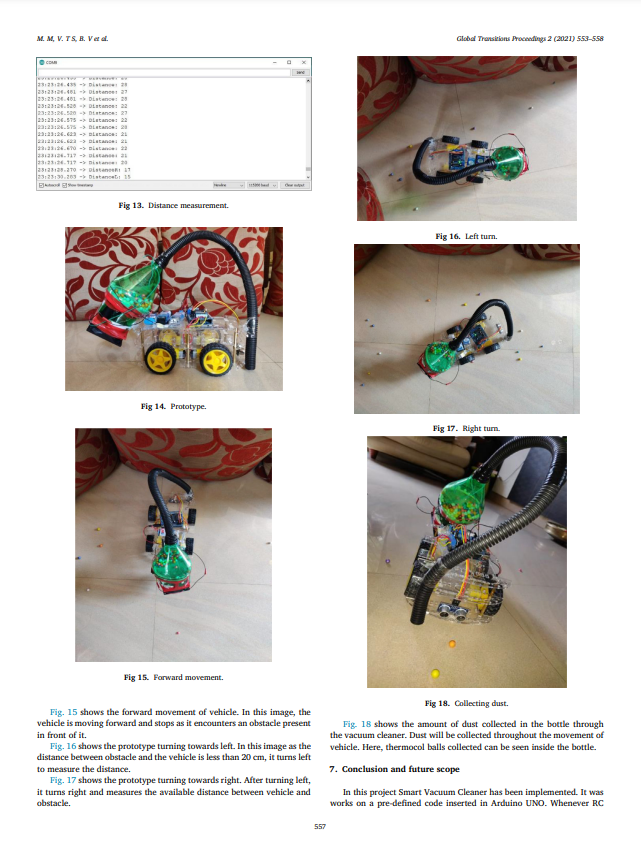 M. M, V. T S, B. V et al.
Global Transitions Proceedings 2 (2021) 553–558
COM8
Send
23:23:26.435 -> Distance: 28
23:23:26.481 -> Distance: 27
23:23:26.481 -> Distance: 28
23:23:26.528 -> Distance: 22
23:23:26.528 -> Distance: 27
23:23:26.575 -> Distance: 22
23:23:26.575 -> Distance: 28
23:23:26.623 -> Distance: 21
23:23:26.623 -> Distance: 21
23:23:26.670 -> Distance: 22
23:23:26.717 -> Distance: 21
23:23:26.717 -> Distance: 20
23:23:28.270 -> DistanceR: 17
23:23:30.283 -> DistanceL: 15
Autoscroll Show timestamp Newline 115200 baud Clear output
Fig 13. Distance measurement.
Fig 14. Prototype.
Fig 15. Forward movement.
Fig. 15 shows the forward movement of vehicle. In this image, the
vehicle is moving forward and stops as it encounters an obstacle present
in front of it.
Fig. 16 shows the prototype turning towards left. In this image as the
distance between obstacle and the vehicle is less than 20 cm, it turns left
to measure the distance.
Fig. 17 shows the prototype turning towards right. After turning left,
it turns right and measures the available distance between vehicle and
obstacle.
Fig 16. Left turn.
Fig 17. Right turn.
Fig 18. Collecting dust.
Fig. 18 shows the amount of dust collected in the bottle through
the vacuum cleaner. Dust will be collected throughout the movement of
vehicle. Here, thermocol balls collected can be seen inside the bottle.
7. Conclusion and future scope
In this project Smart Vacuum Cleaner has been implemented. It was
works on a pre-defined code inserted in Arduino UNO. Whenever RC
557